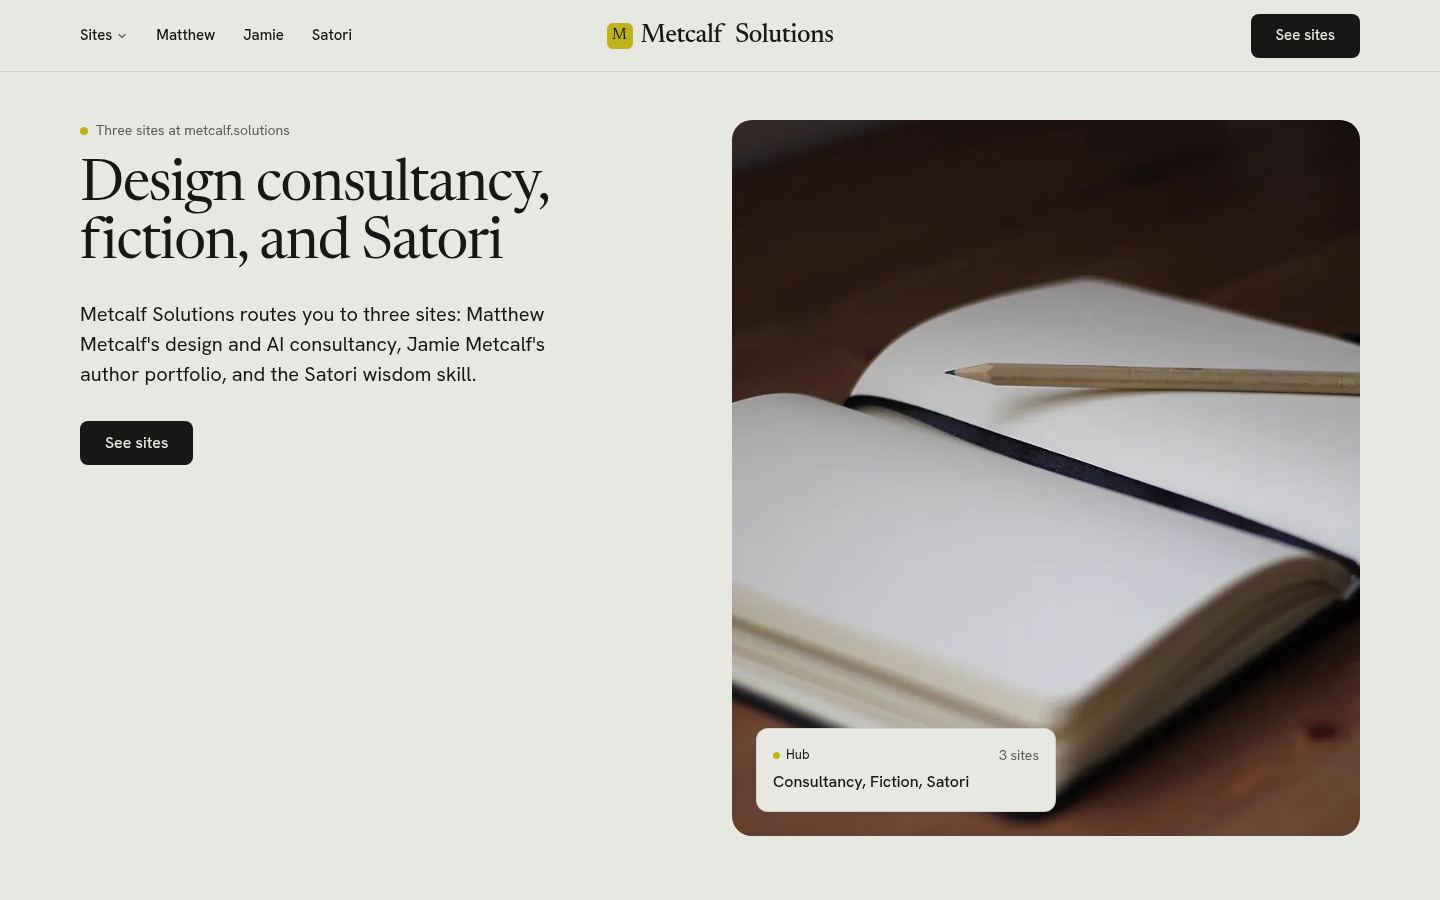 Sites
Matthew
Jamie
Satori
M
Metcalf Solutions
See sites
Three sites at metcalf.solutions
Design consultancy,
fiction, and Satori
Metcalf Solutions routes you to three sites: Matthew
Metcalf's design and AI consultancy, Jamie Metcalf's
author portfolio, and the Satori wisdom skill.
See sites
HB
Hub
3 sites
Consultancy, Fiction, Satori